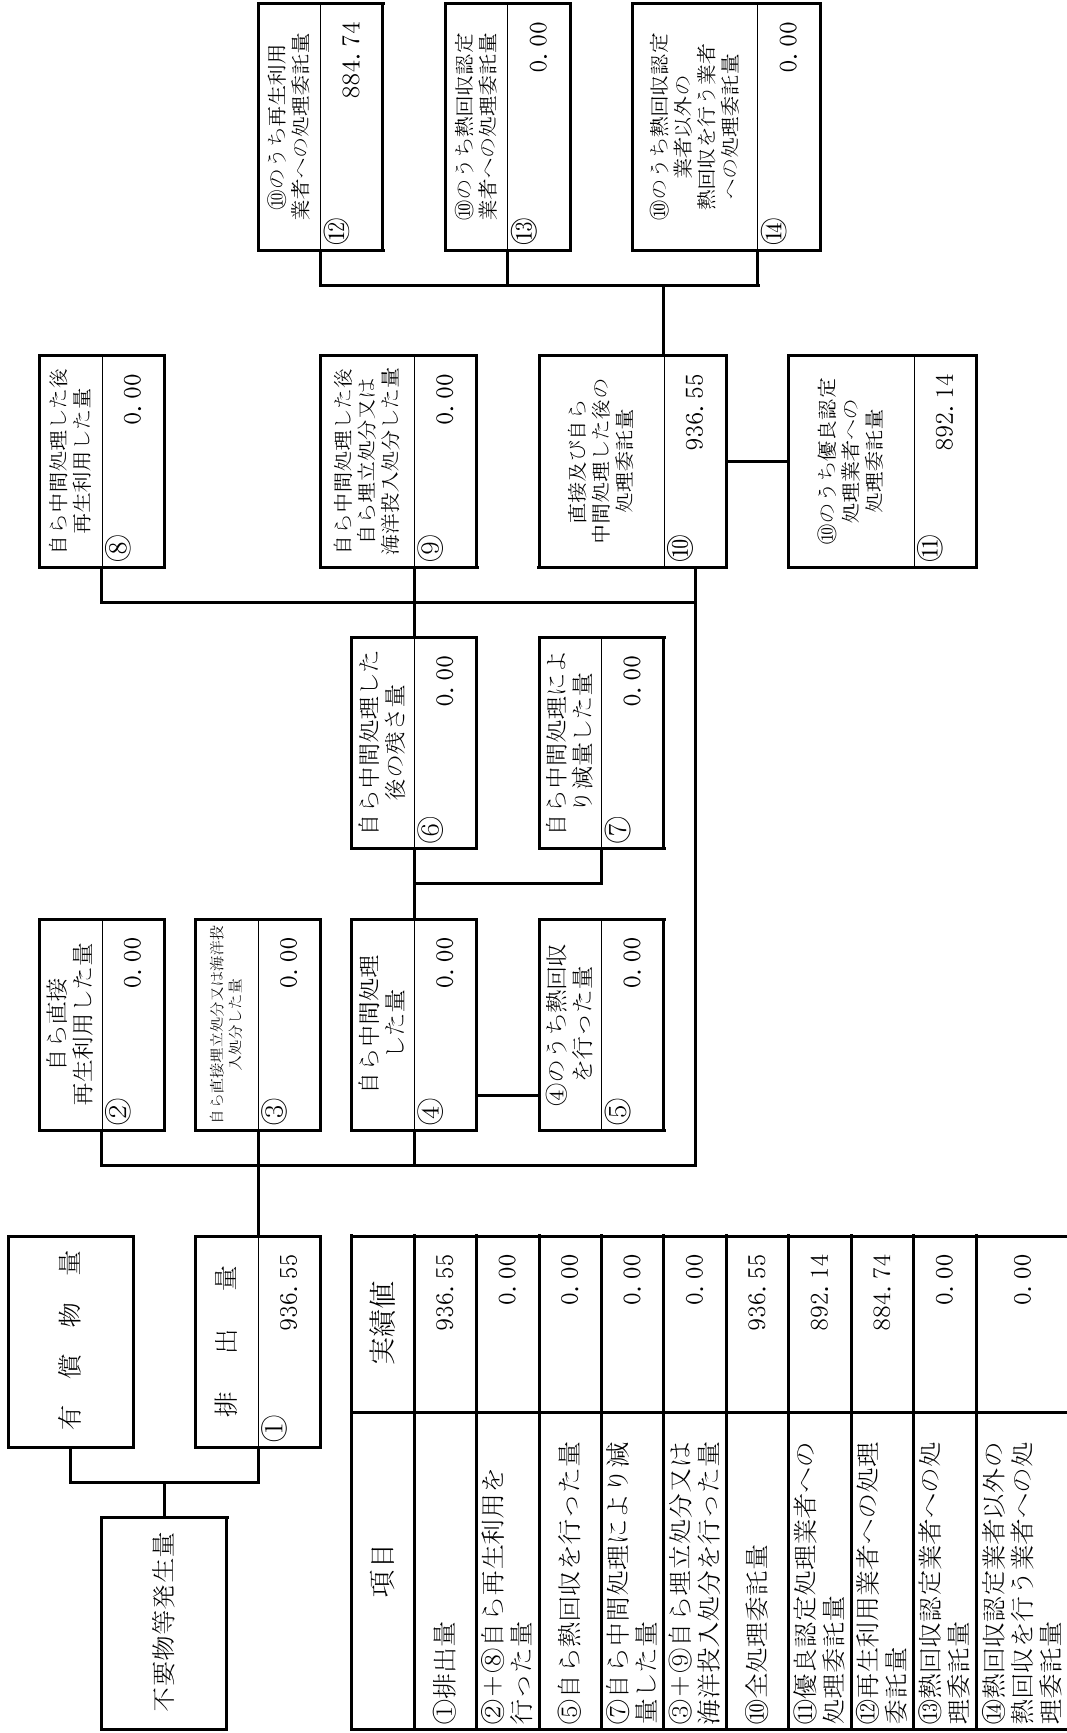 不要物等発生量
有償物量
排出量
①
936.55
自ら直接
再生利用した量
②
0.00
自ら直接埋立処分又は海洋投
入処分した量
③
0.00
自ら中間処理
した量
④
0.00
④のうち熱回収
を行った量
⑤
0.00
自ら中間処理した
後の残さ量
⑥
0.00
自ら中間処理によ
り減量した量
⑦
0.00
自ら中間処理した後
再生利用した量
⑧
0.00
自ら中間処理した後
自ら埋立処分又は
海洋投入処分した量
⑨
0.00
直接及び自ら
中間処理した後の
処理委託量
⑩
936.55
⑩のうち優良認定
処理業者への
処理委託量
⑪
892.14
⑩のうち再生利用
業者への処理委託量
⑫
884.74
⑩のうち熱回収認定
業者への処理委託量
⑬
0.00
⑩のうち熱回収認定
業者以外の
熱回収を行う業者
への処理委託量
⑭
0.00
項目 実績値
①排出量 936.55
②+⑧自ら再生利用を
行った量 0.00
⑤自ら熱回収を行った量 0.00
⑦自ら中間処理により減
量した量 0.00
③+⑨自ら埋立処分又は
海洋投入処分を行った量 0.00
⑩全処理委託量 936.55
⑪優良認定処理業者への
処理委託量 892.14
⑫再生利用業者への処理
委託量 884.74
⑬熱回収認定業者への処
理委託量 0.00
⑭熱回収認定業者以外の
熱回収を行う業者への処
理委託量 0.00